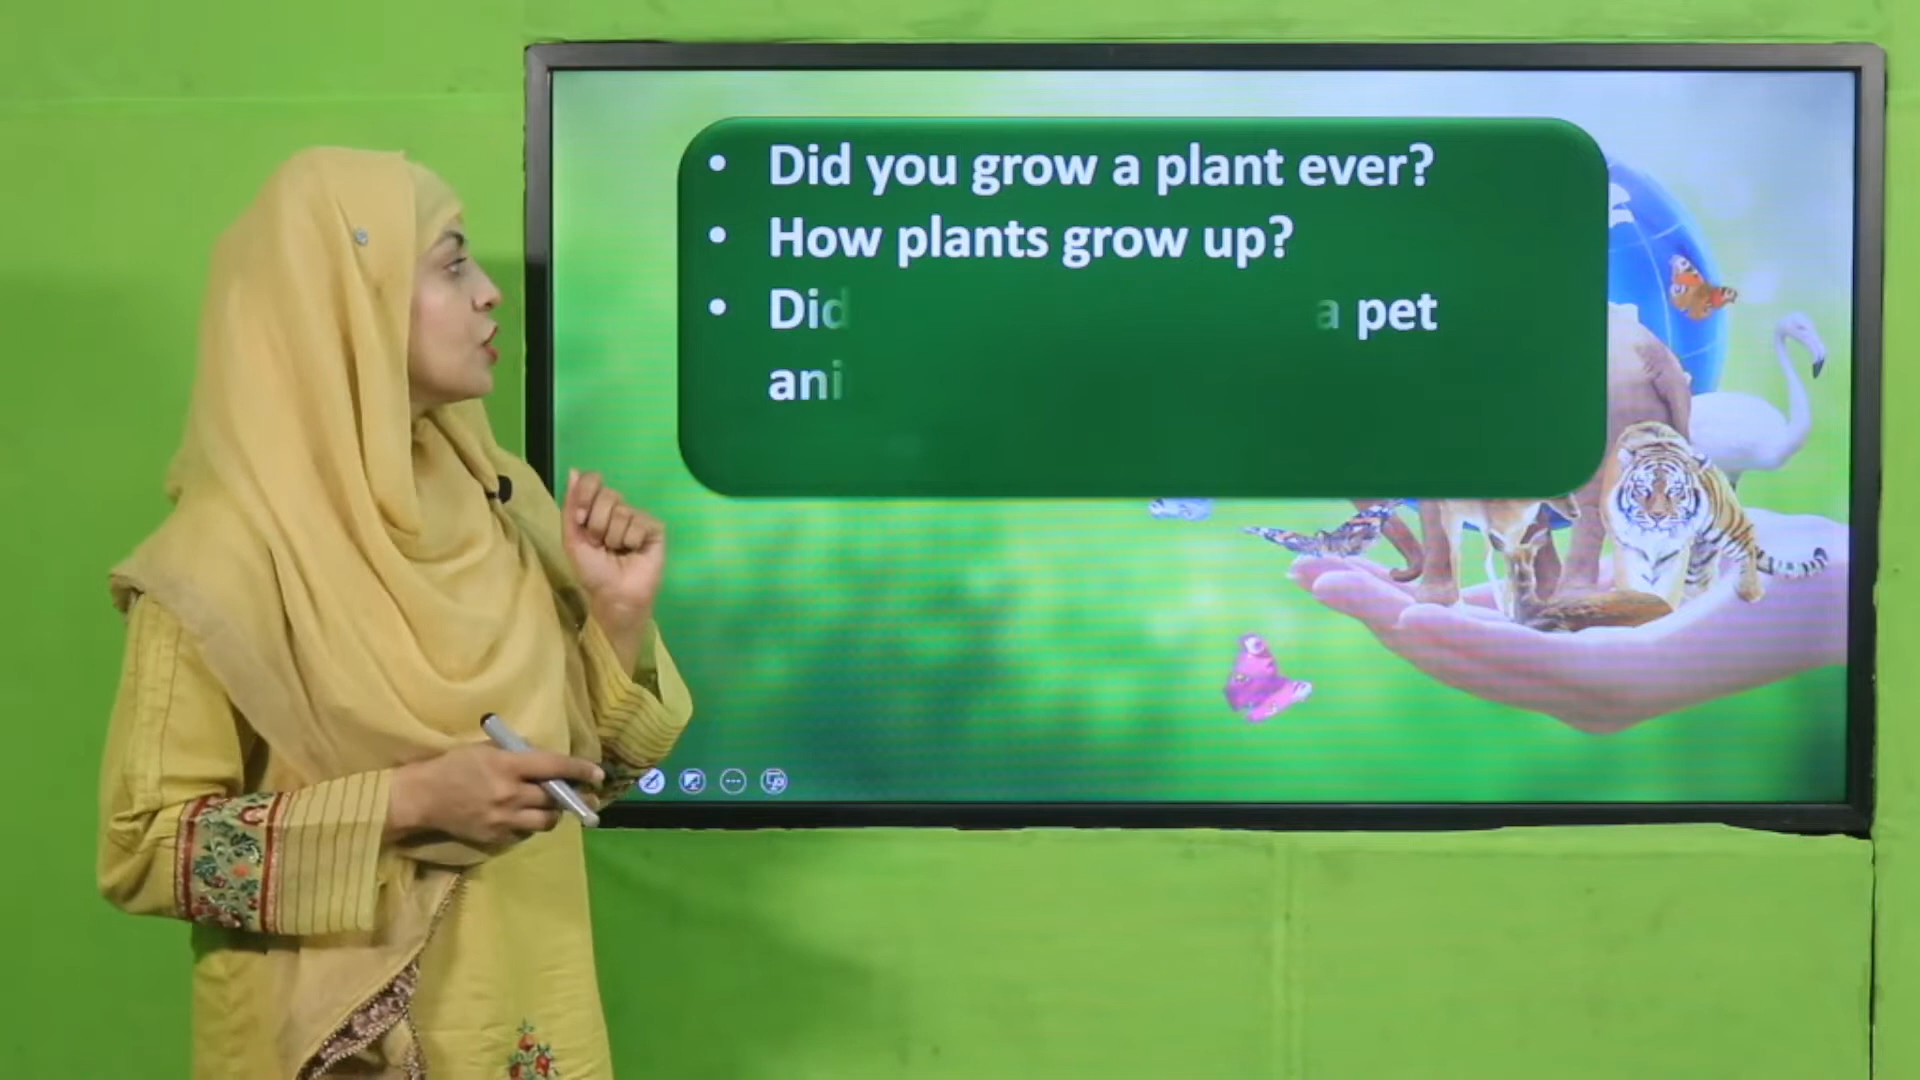 • Did you grow a plant ever?
• How plants grow up?
• Did a pet
ani